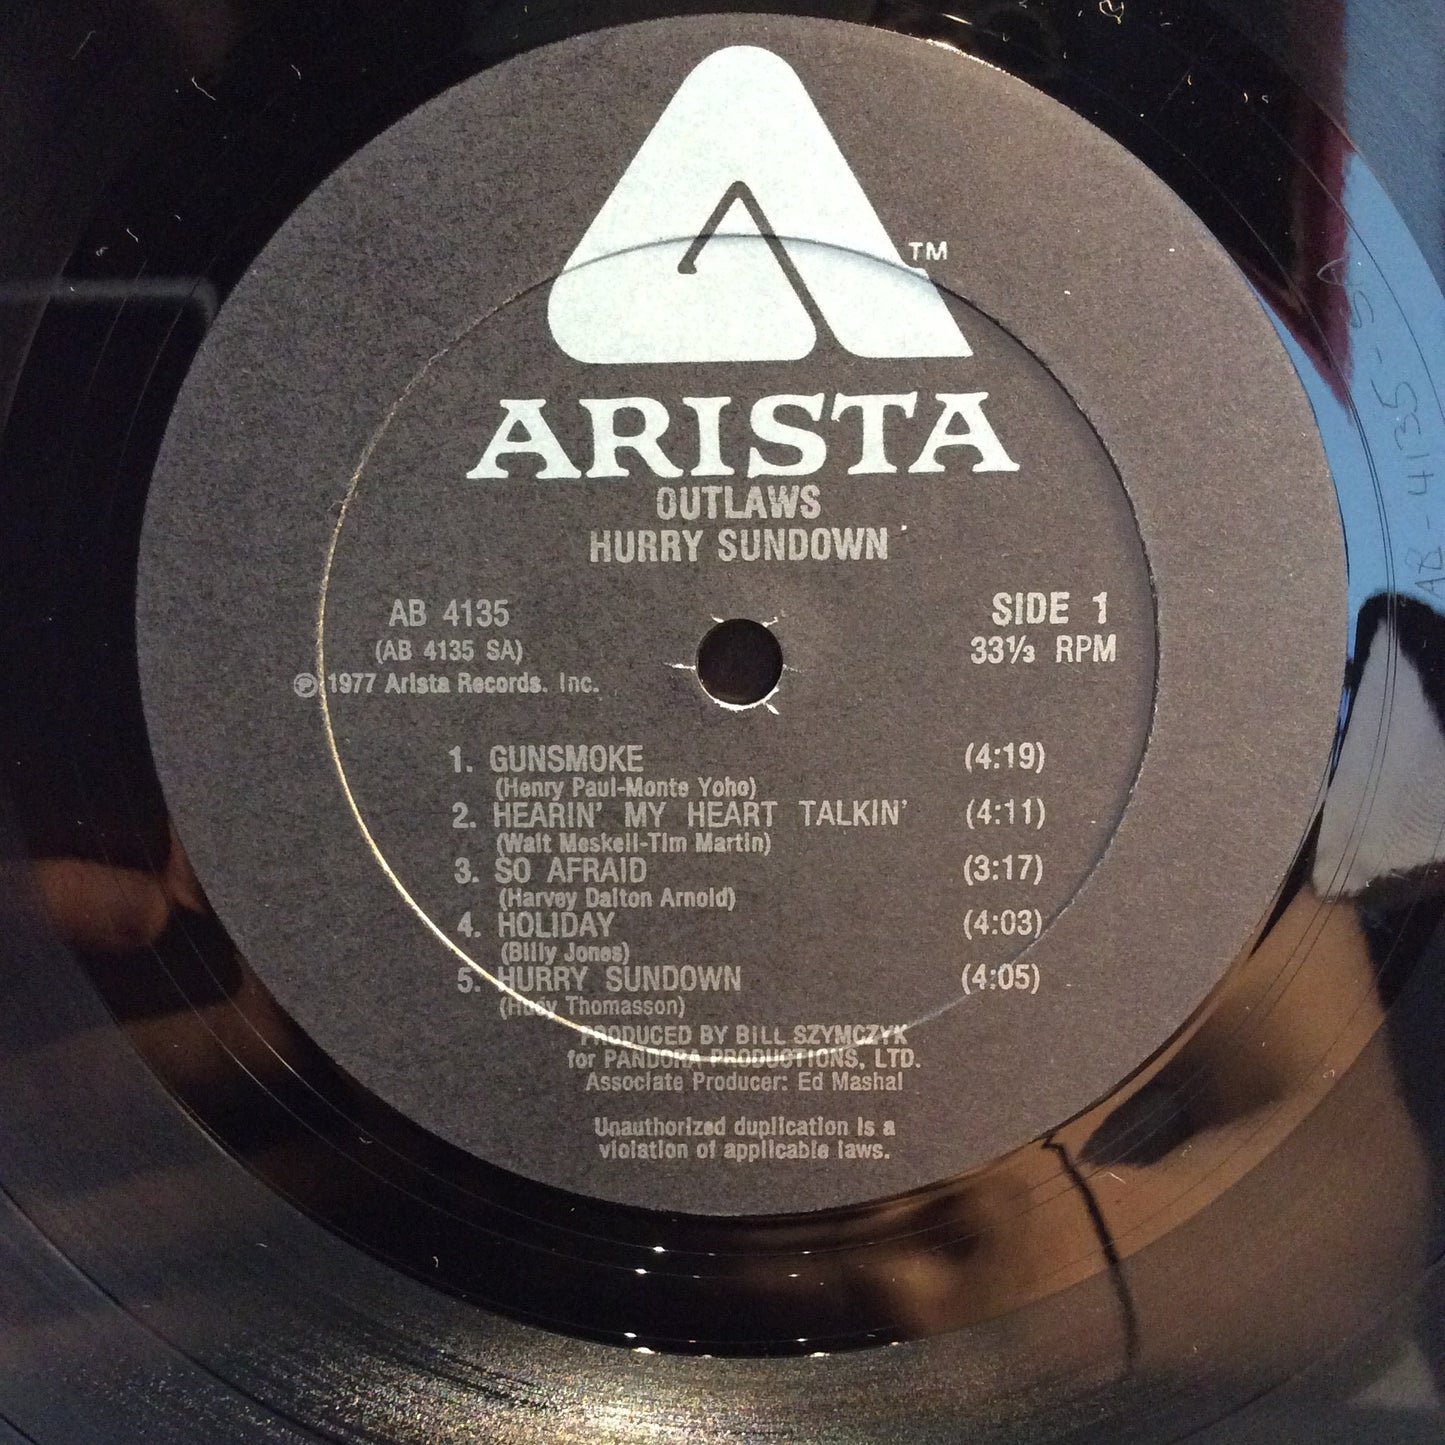 TM
ARISTA
OUTLAWS
HURRY SUNDOWN
AB 4135
(AB 4135 SA)
Ⓟ 1977 Arista Records, Inc.
SIDE 1
33⅓ RPM
1. GUNSMOKE (4:19)
(Henry Paul-Monte Yoho)
2. HEARIN' MY HEART TALKIN' (4:11)
(Walt Meskell-Tim Martin)
3. SO AFRAID (3:17)
(Harvey Dalton Arnold)
4. HOLIDAY (4:03)
(Billy Jones)
5. HURRY SUNDOWN (4:05)
(Hudy Thomasson)
PRODUCED BY BILL SZYMCZYK
for PANDORA PRODUCTIONS, LTD.
Associate Producer: Ed Mashal
Unauthorized duplication is a
violation of applicable laws.
AB-4135-SA